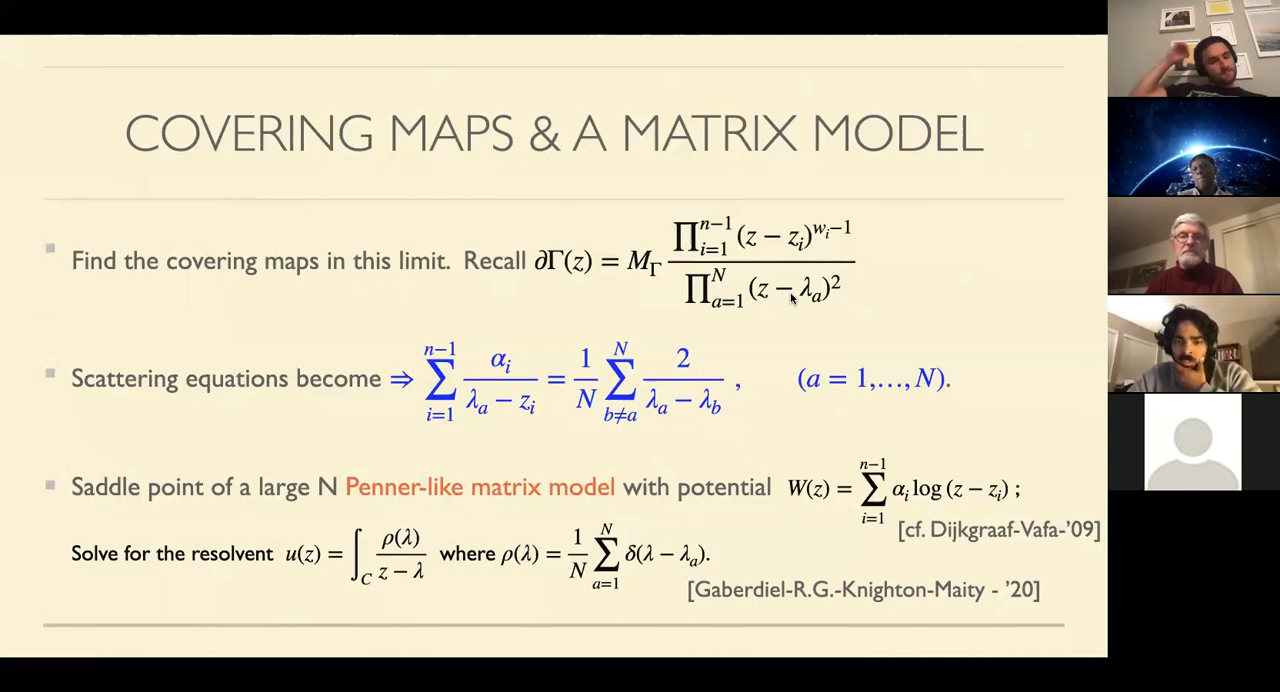 COVERING MAPS & A MATRIX MODEL
Find the covering maps in this limit. Recall ∂Γ(z) = M_Γ ∏_{i=1}^{n−1}(z − z_i)^{w_i−1} / ∏_{a=1}^{N}(z − λ_a)^2
Scattering equations become ⇒ ∑_{i=1}^{n−1} α_i / (λ_a − z_i) = 1/N ∑_{b≠a}^{N} 2 / (λ_a − λ_b) , (a = 1,…,N).
Saddle point of a large N Penner-like matrix model with potential W(z) = ∑_{i=1}^{n−1} α_i log (z − z_i) ;
[cf. Dijkgraaf-Vafa-'09]
Solve for the resolvent u(z) = ∫_C ρ(λ) / (z − λ) where ρ(λ) = 1/N ∑_{a=1}^{N} δ(λ − λ_a).
[Gaberdiel-R.G.-Knighton-Maity - '20]